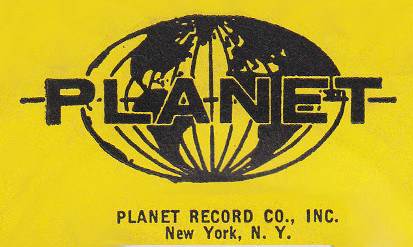 PLANET
PLANET RECORD CO., INC.
New York, N. Y.